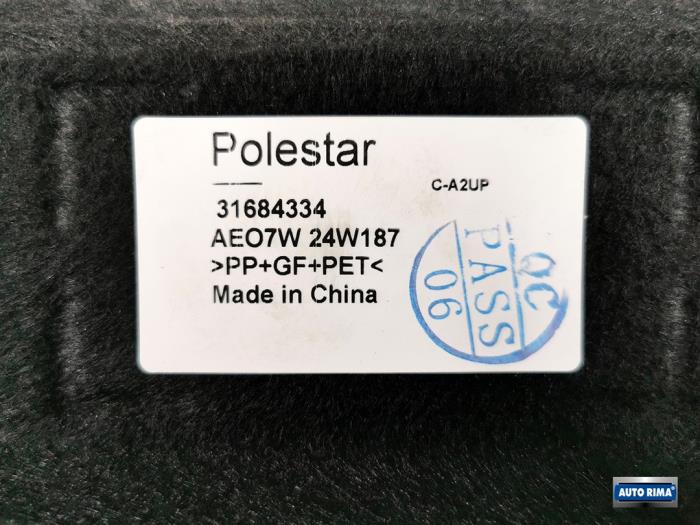 Polestar
C-A2UP
31684334
AEO7W 24W187
>PP+GF+PET<
Made in China
QC
PASS
06
AUTO RIMA